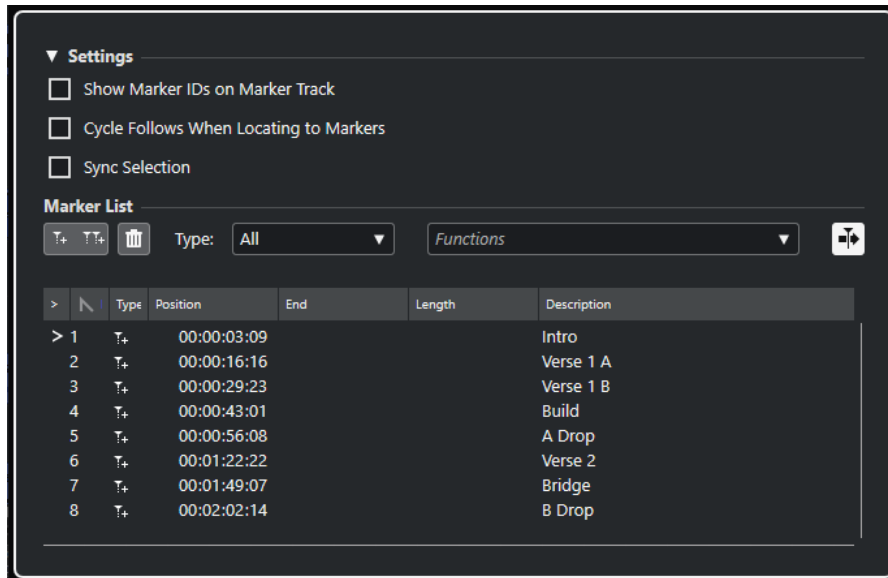 Settings
Show Marker IDs on Marker Track
Cycle Follows When Locating to Markers
Sync Selection
Marker List
Type: All Functions
> Type Position End Length Description
> 1 00:00:03:09 Intro
2 00:00:16:16 Verse 1 A
3 00:00:29:23 Verse 1 B
4 00:00:43:01 Build
5 00:00:56:08 A Drop
6 00:01:22:22 Verse 2
7 00:01:49:07 Bridge
8 00:02:02:14 B Drop